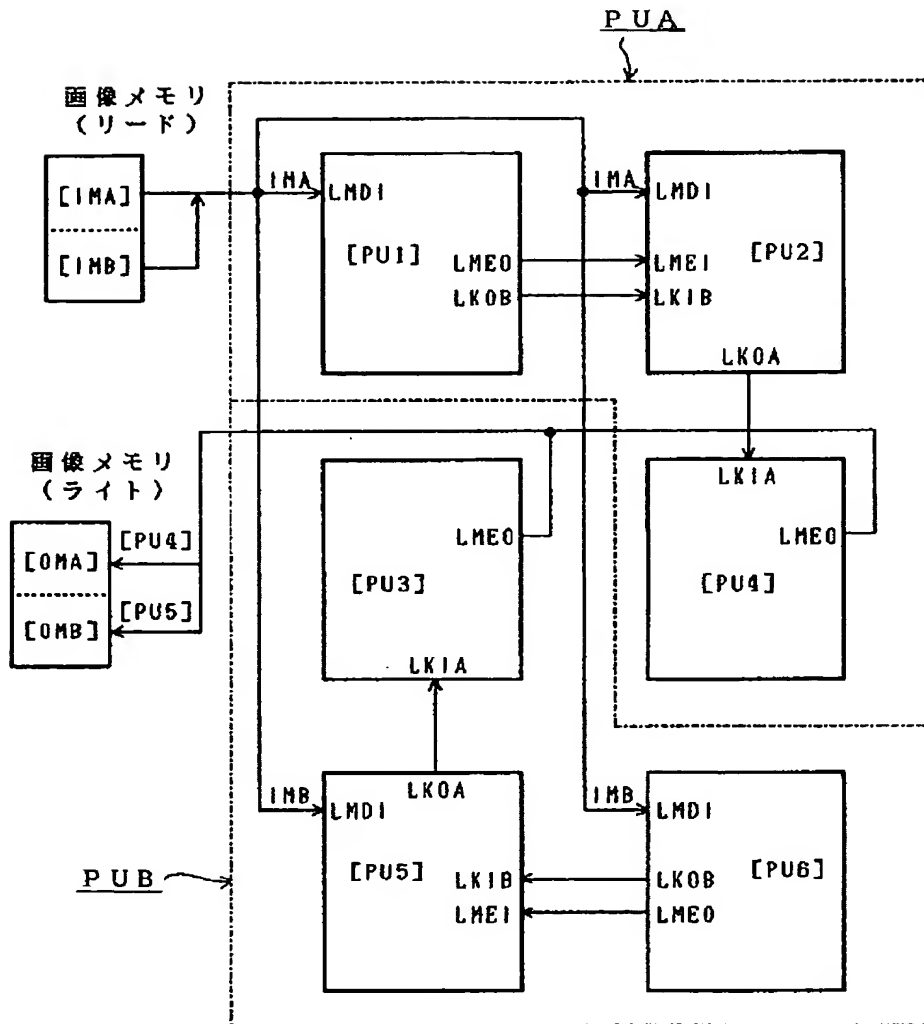 PUA
画像メモリ
(リード)
[IMA]
[IMB]
IMA
LMDI
[PU1]
LMEO
LKOB
IMA
LMDI
LMEI
[PU2]
LKIB
LKOA
画像メモリ
(ライト)
[OMA]
[OMB]
[PU4]
[PU5]
LMEO
[PU3]
LKIA
LKIA
LMEO
[PU4]
PUB
IMB
LKOA
LMDI
[PU5]
LKIB
LMEI
IMB
LMDI
LKOB
[PU6]
LMEO